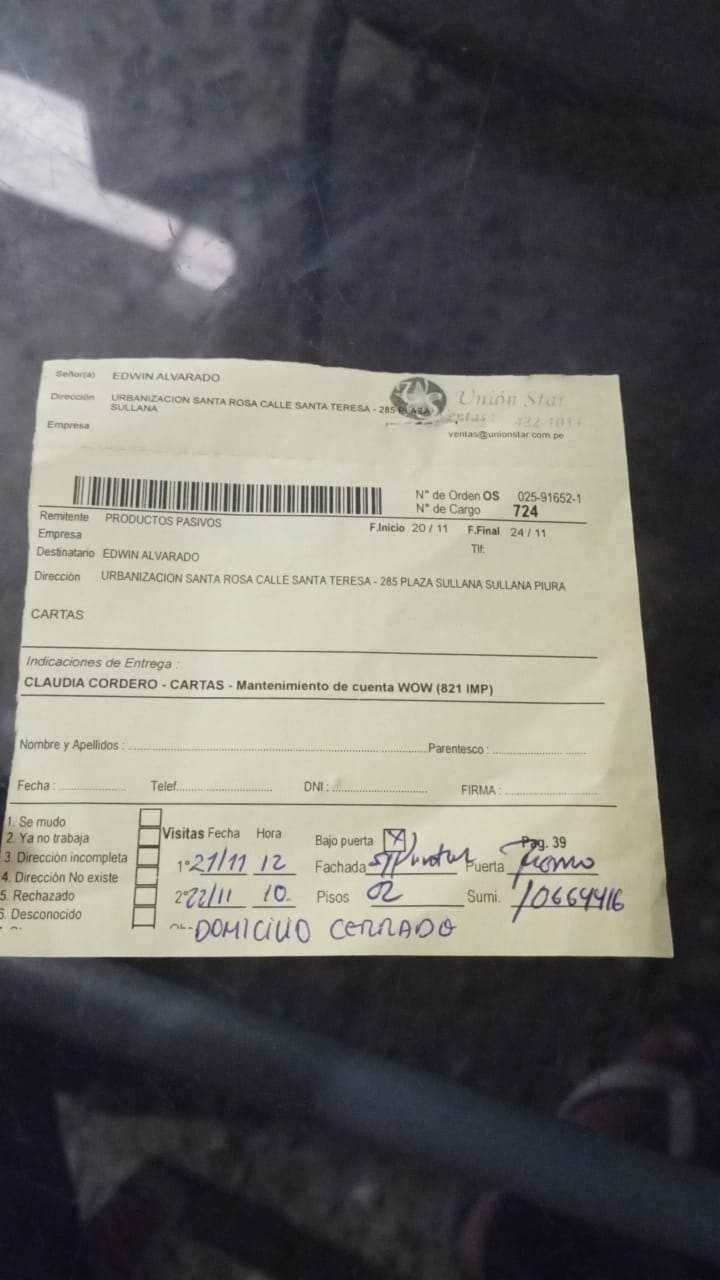 Señor(a) EDWIN ALVARADO
Dirección URBANIZACION SANTA ROSA CALLE SANTA TERESA - 285 PLAZA
SULLANA
Unión Star
Empresa
ventas@unionstar.com.pe
N° de Orden OS 025-91652-1
N° de Cargo 724
Remitente PRODUCTOS PASIVOS
F.Inicio 20 / 11 F.Final 24 / 11
Empresa
Tlf:
Destinatario EDWIN ALVARADO
Dirección URBANIZACION SANTA ROSA CALLE SANTA TERESA - 285 PLAZA SULLANA SULLANA PIURA
CARTAS
Indicaciones de Entrega :
CLAUDIA CORDERO - CARTAS - Mantenimiento de cuenta WOW (821 IMP)
Nombre y Apellidos : Parentesco :
Fecha : Telef. DNI : FIRMA :
1. Se mudo
2. Ya no trabaja
3. Dirección incompleta
4. Dirección No existe
5. Rechazado
6. Desconocido
Visitas Fecha Hora Bajo puerta X Pag. 39
1° 21/11 12 Fachada Puerta
2° 22/11 10. Pisos 02 Sumi. 10664416
DOMICILIO CERRADO